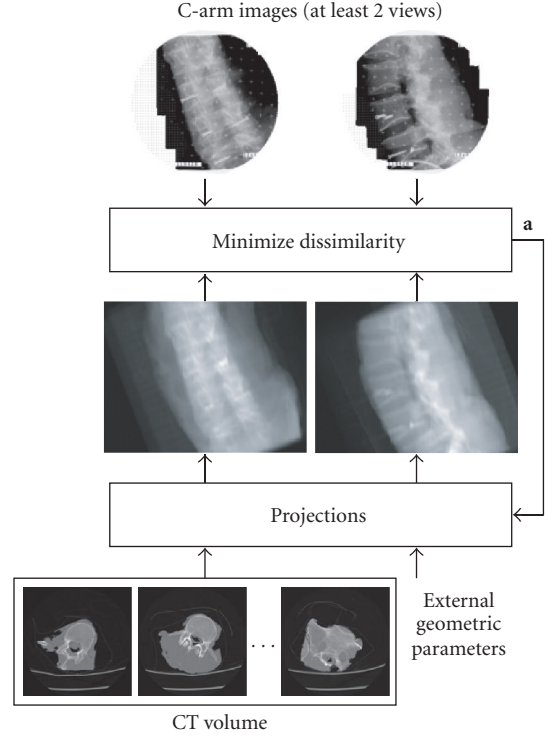 C-arm images (at least 2 views)
Minimize dissimilarity
a
Projections
External
geometric
parameters
. . .
CT volume